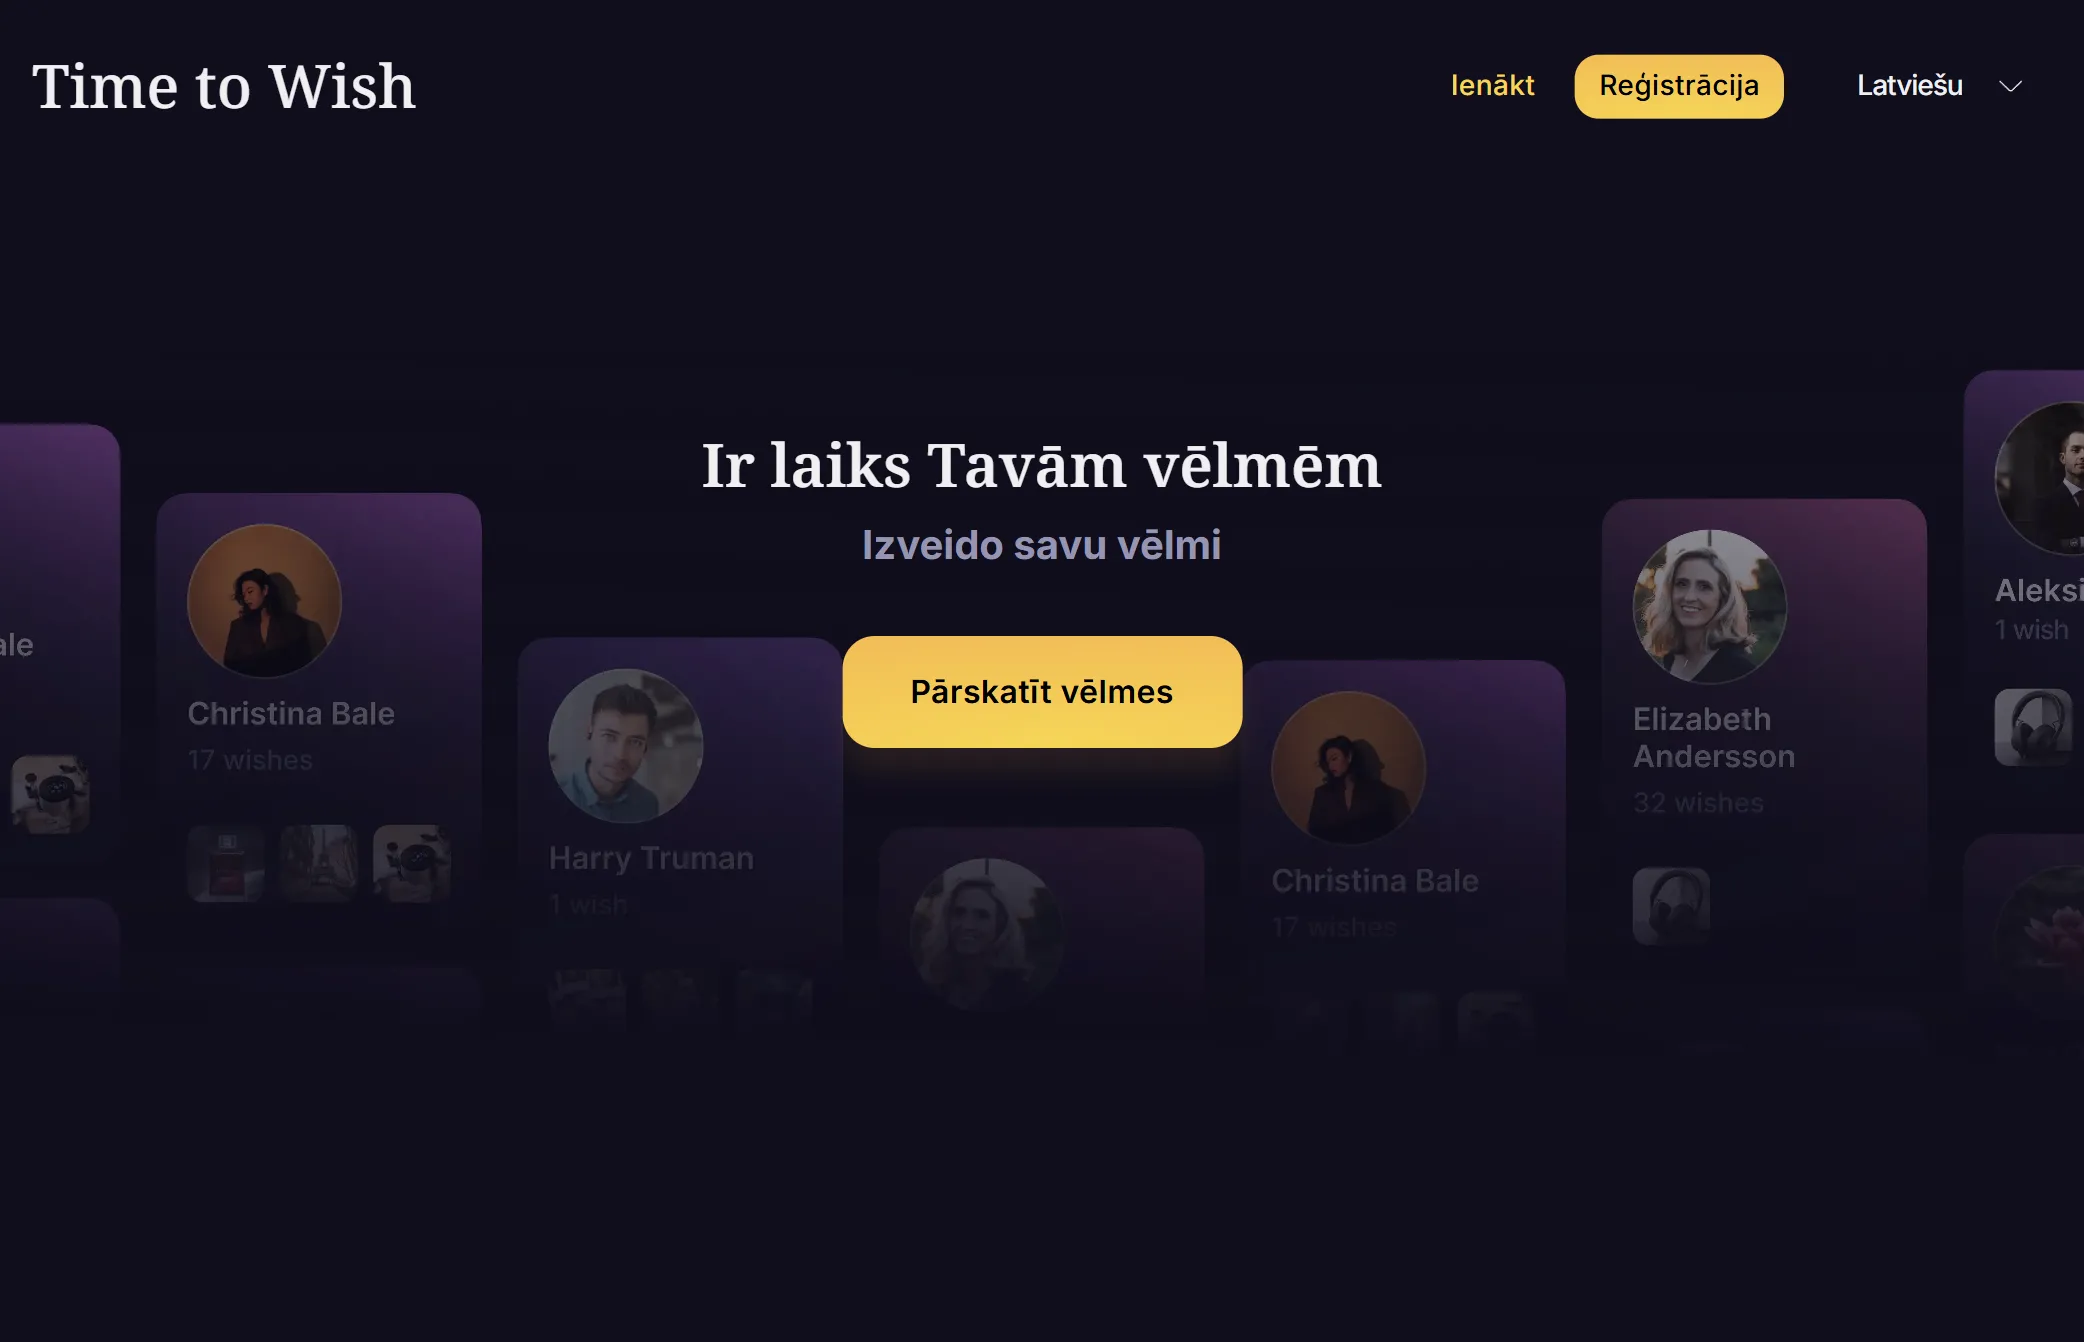 Time to Wish
Ienākt
Reģistrācija
Latviešu
Ir laiks Tavām vēlmēm
Izveido savu vēlmi
Pārskatīt vēlmes
ale
Christina Bale
17 wishes
Harry Truman
1 wish
Christina Bale
17 wishes
Elizabeth
Andersson
32 wishes
Aleksi
1 wish